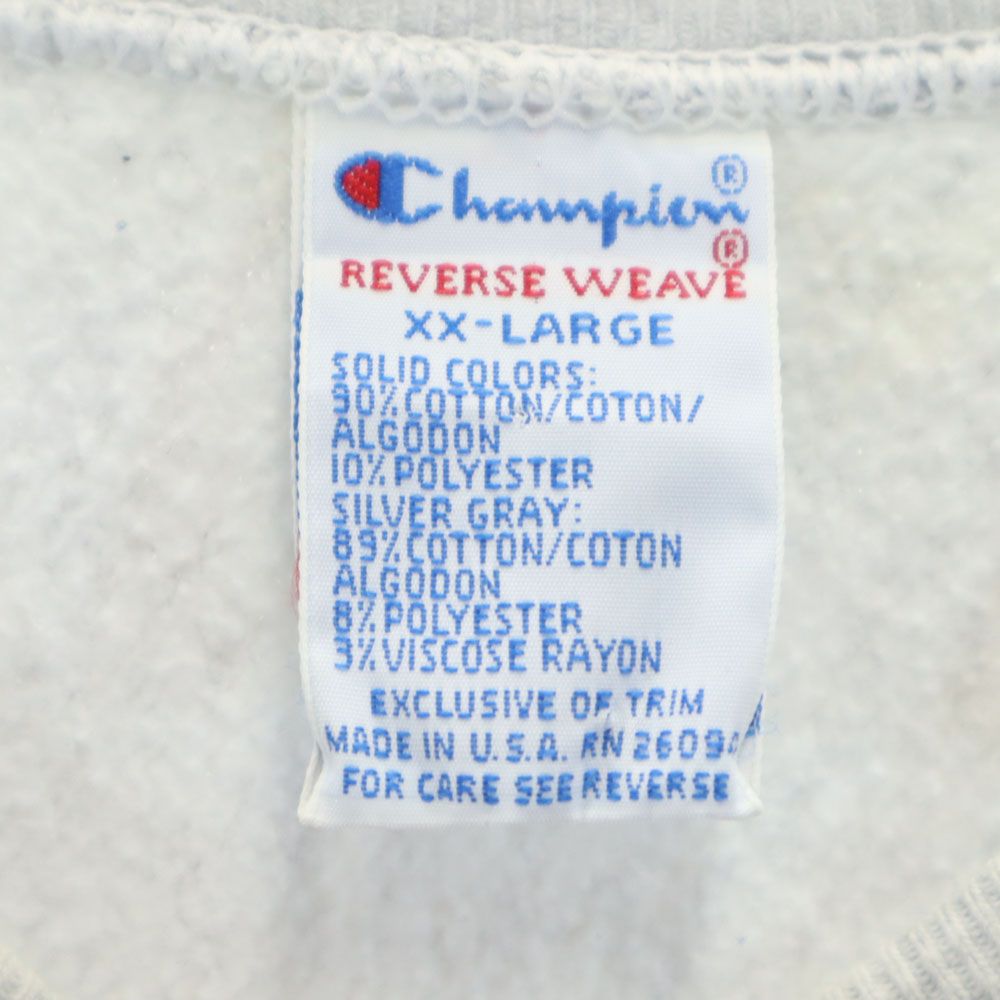 Champion®
REVERSE WEAVE®
XX-LARGE
SOLID COLORS:
90%COTTON/COTON/
ALGODON
10%POLYESTER
SILVER GRAY:
89%COTTON/COTON
ALGODON
8%POLYESTER
3%VISCOSE RAYON
EXCLUSIVE OF TRIM
MADE IN U.S.A. RN
FOR CARE SEE REVERSE